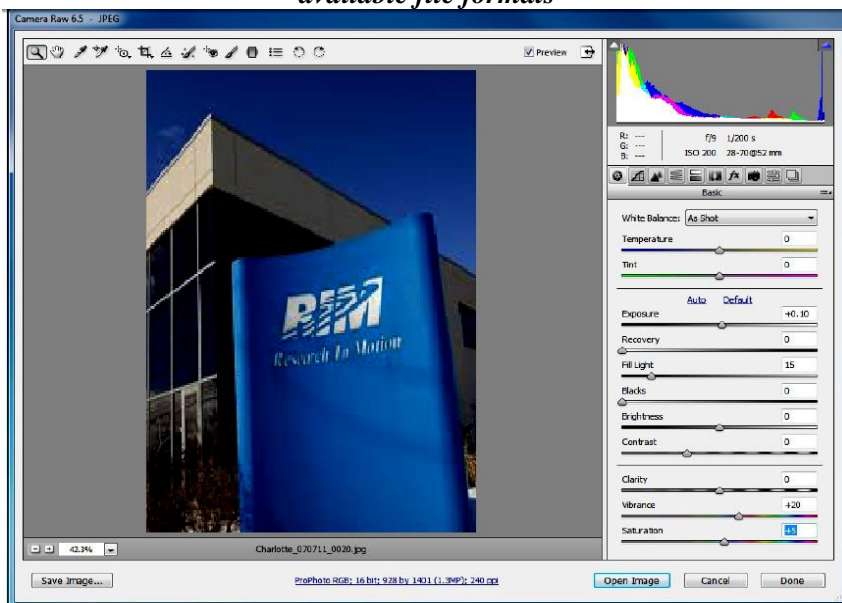 available file formats
Camera Raw 6.5 - JPEG
Preview
R: ---
G: ---
B: ---
f/9 1/200 s
ISO 200 28-70@52 mm
fx
Basic
White Balance: As Shot
Temperature 0
Tint 0
Auto Default
Exposure +0.10
Recovery 0
Fill Light 15
Blacks 0
Brightness 0
Contrast 0
Clarity 0
Vibrance +20
Saturation +5
RIM
Research In Motion
42.3%
Charlotte_070711_0020.jpg
Save Image...
ProPhoto RGB; 16 bit; 928 by 1401 (1.3MP); 240 ppi
Open Image Cancel Done